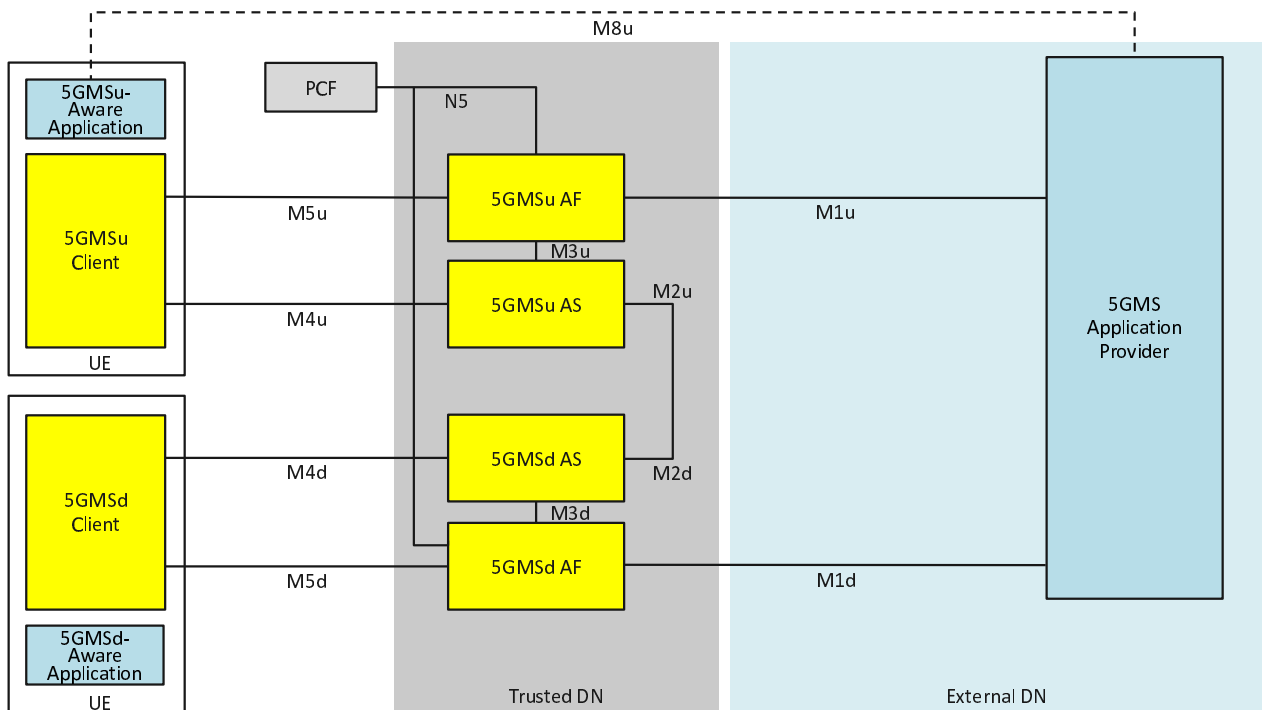 M8u
5GMSu-
Aware
Application
PCF
N5
5GMSu
Client
M5u
5GMSu AF
M1u
M3u
M4u
5GMSu AS
M2u
UE
5GMS
Application
Provider
5GMSd
Client
M4d
5GMSd AS
M2d
M3d
M5d
5GMSd AF
M1d
5GMSd-
Aware
Application
UE
Trusted DN
External DN